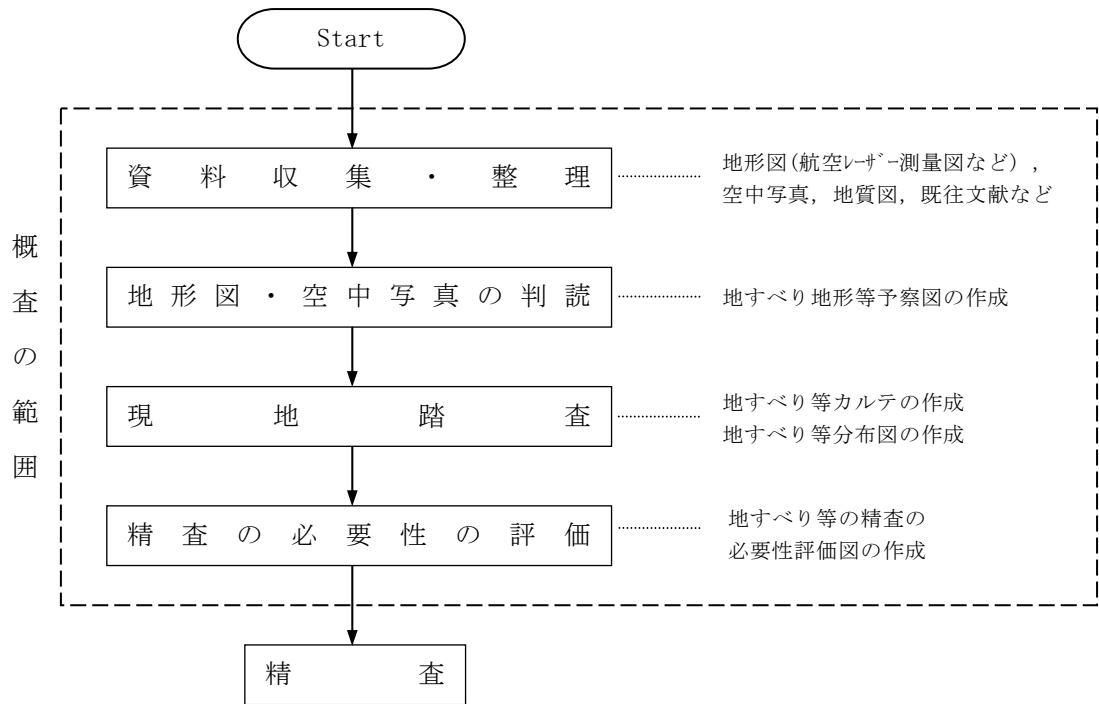 Start
資料収集・整理
地形図(航空ﾚｰｻﾞｰ測量図など),
空中写真,地質図,既往文献など
概査の範囲
地形図・空中写真の判読
地すべり地形等予察図の作成
現地踏査
地すべり等カルテの作成
地すべり等分布図の作成
精査の必要性の評価
地すべり等の精査の
必要性評価図の作成
精査